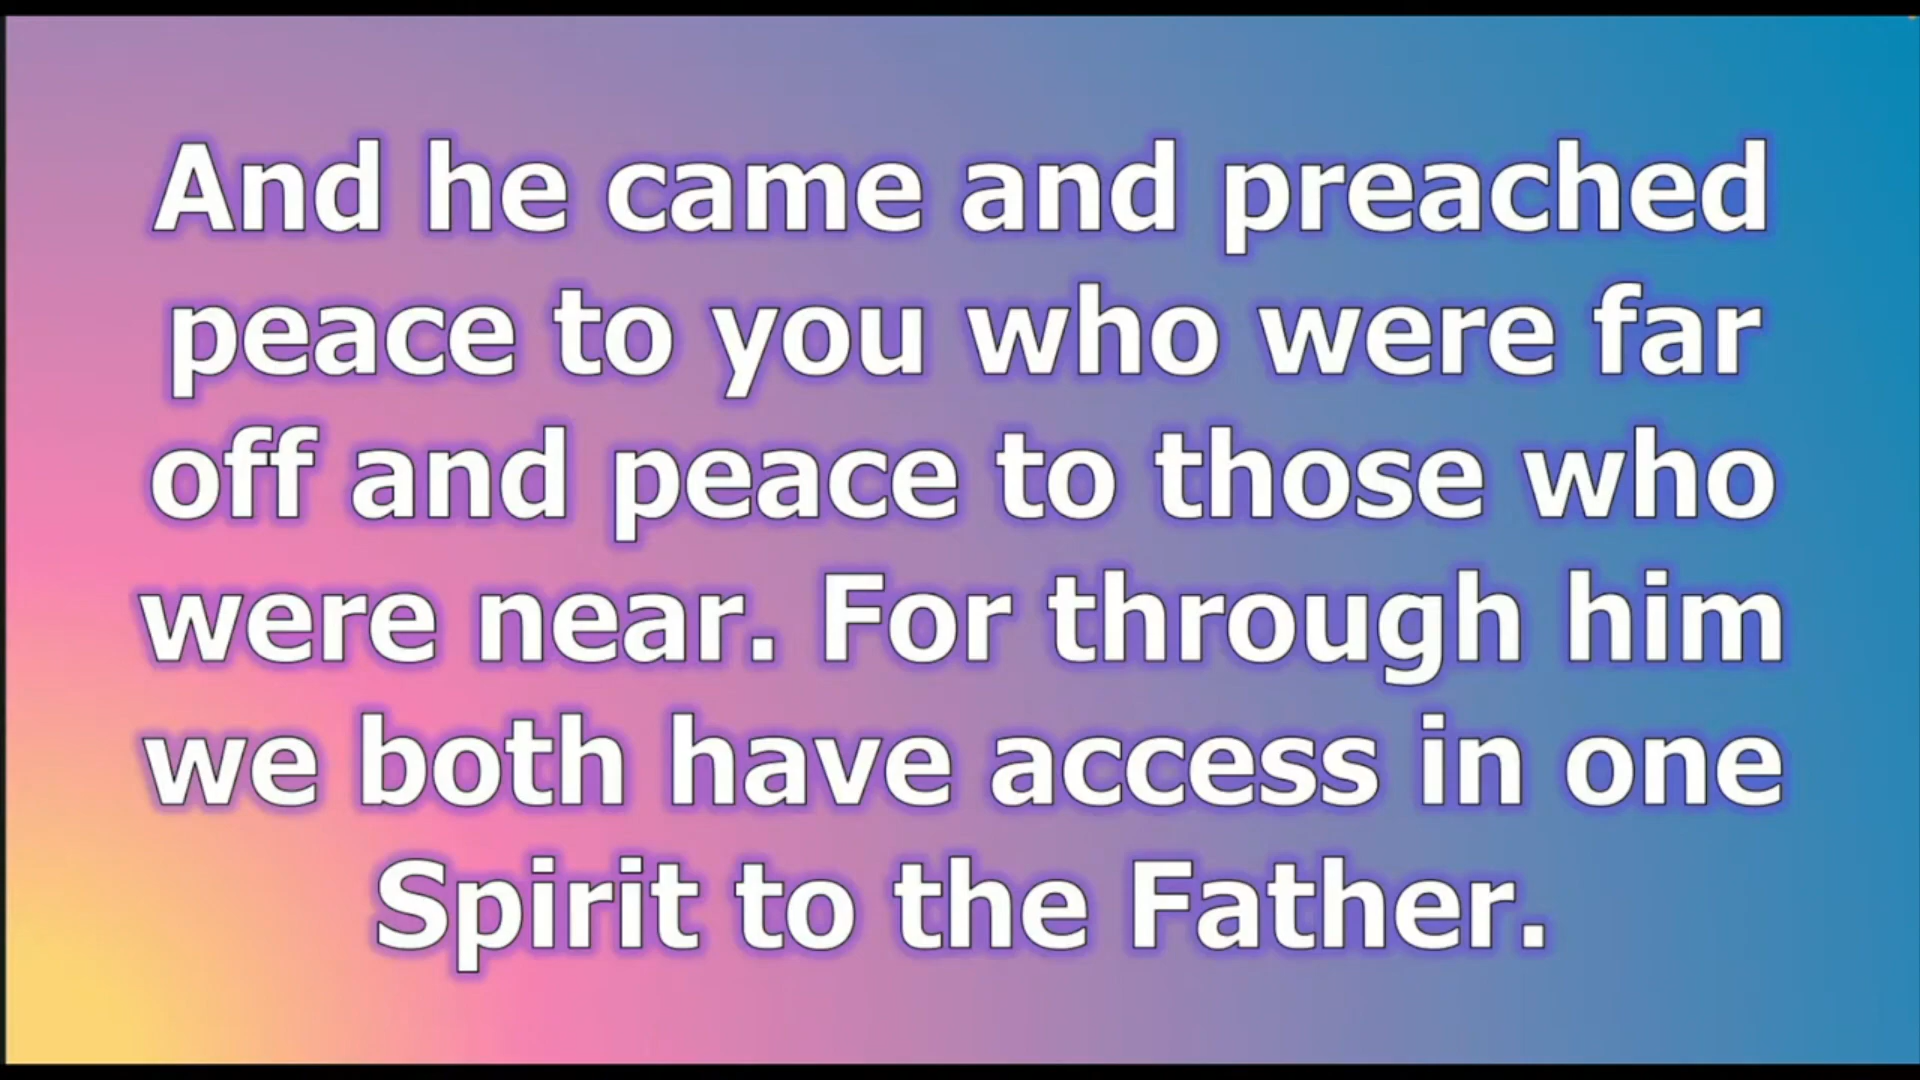 And he came and preached
peace to you who were far
off and peace to those who
were near. For through him
we both have access in one
Spirit to the Father.